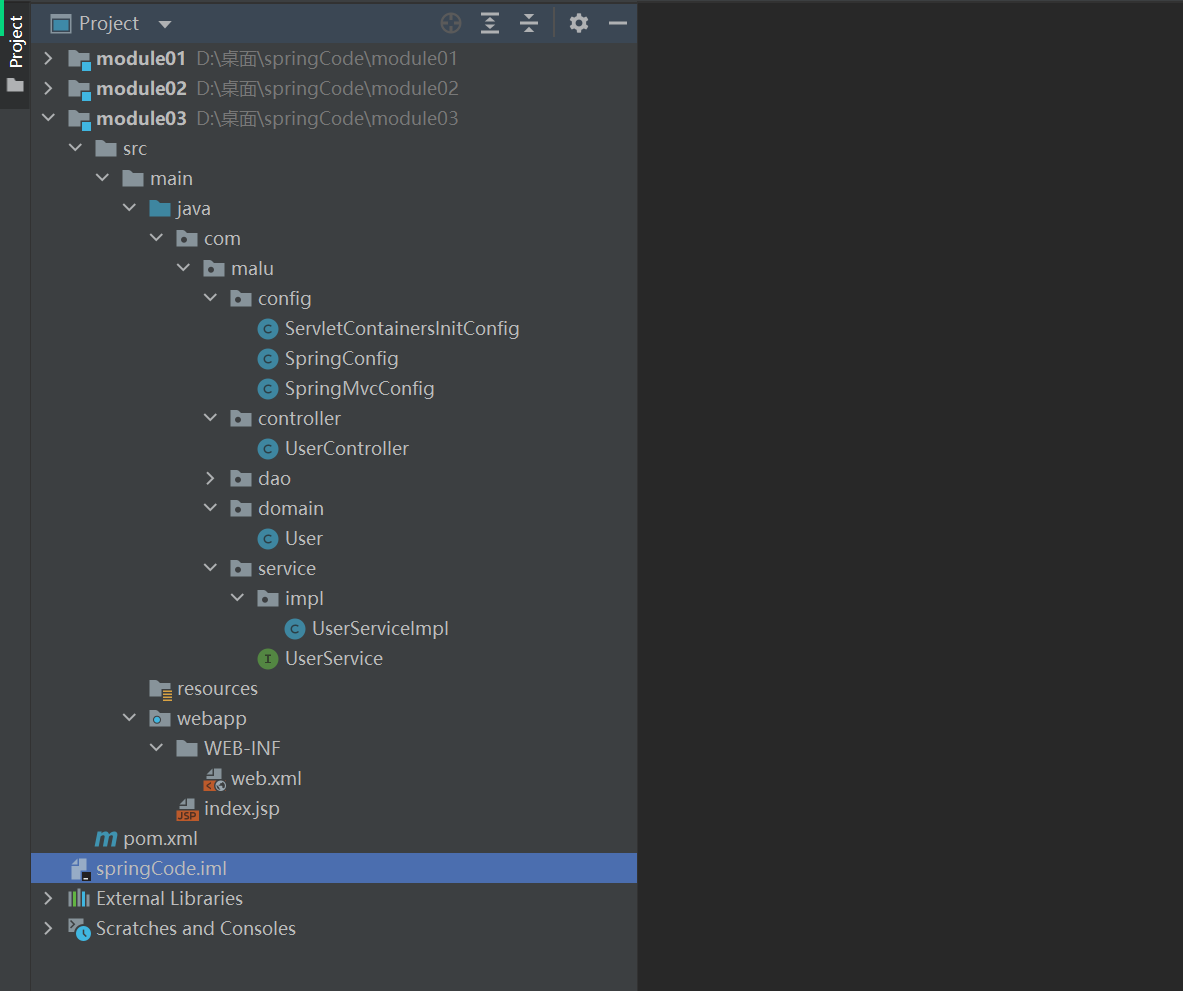 Project
Project
module01 D:\桌面\springCode\module01
module02 D:\桌面\springCode\module02
module03 D:\桌面\springCode\module03
src
main
java
com
malu
config
C ServletContainersInitConfig
C SpringConfig
C SpringMvcConfig
controller
C UserController
dao
domain
C User
service
impl
C UserServiceImpl
I UserService
resources
webapp
WEB-INF
web.xml
JSP index.jsp
m pom.xml
springCode.iml
External Libraries
Scratches and Consoles